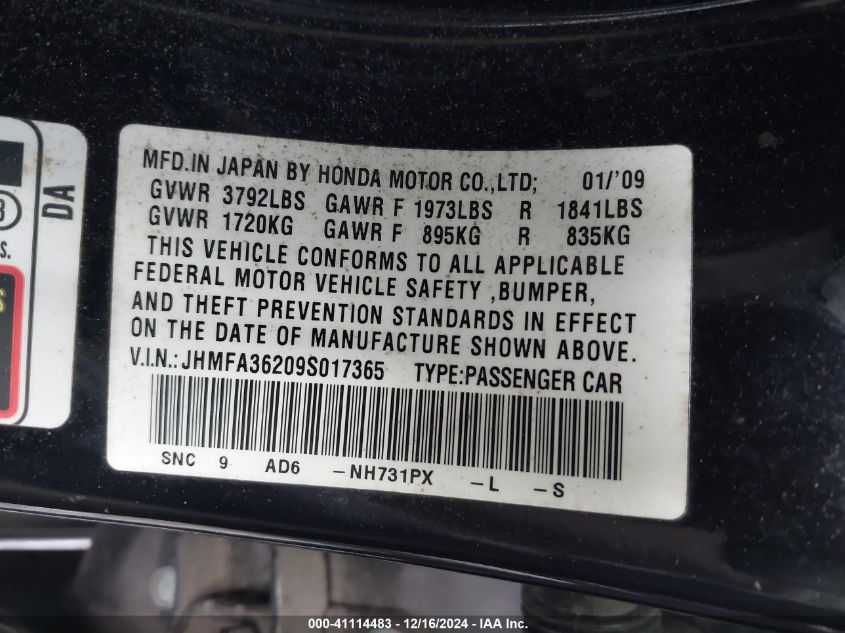 MFD.IN JAPAN BY HONDA MOTOR CO.,LTD; 01/'09
GVWR 3792LBS GAWR F 1973LBS R 1841LBS
GVWR 1720KG GAWR F 895KG R 835KG
THIS VEHICLE CONFORMS TO ALL APPLICABLE
FEDERAL MOTOR VEHICLE SAFETY ,BUMPER,
AND THEFT PREVENTION STANDARDS IN EFFECT
ON THE DATE OF MANUFACTURE SHOWN ABOVE.
V.I.N.: JHMFA36209S017365 TYPE:PASSENGER CAR
SNC 9 AD6 -NH731PX -L -S
DA
S.
000-41114483 - 12/16/2024 - IAA Inc.